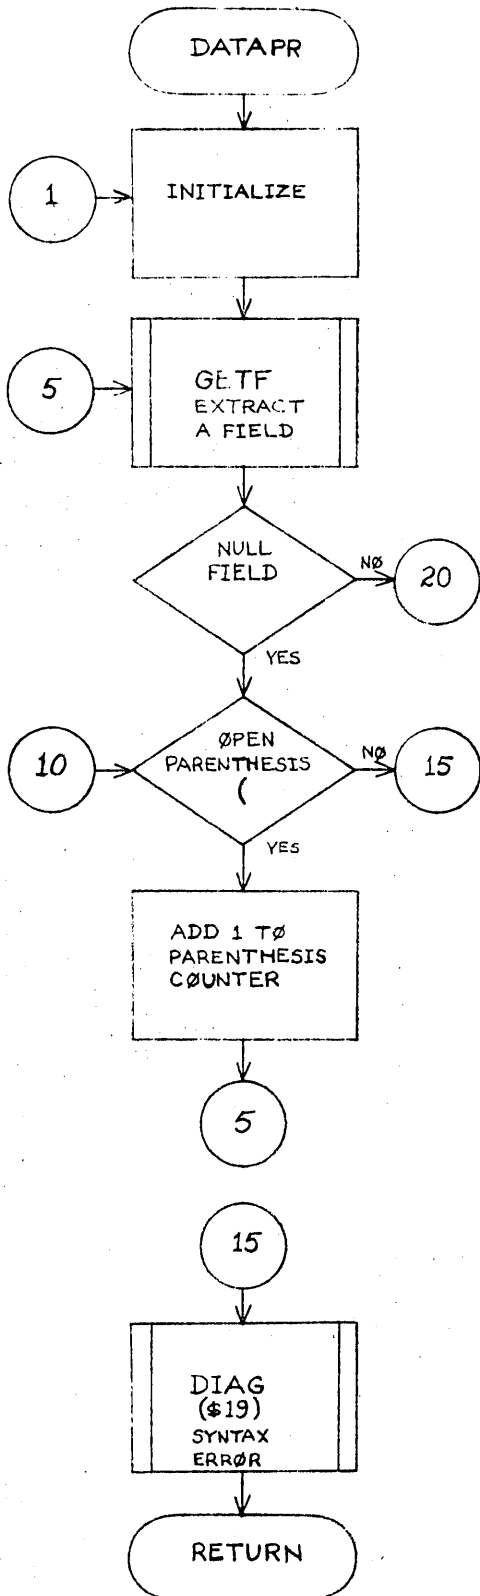 DATAPR
1
INITIALIZE
5
GETF
EXTRACT
A FIELD
NULL
FIELD
NØ
20
YES
10
ØPEN
PARENTHESIS
(
NØ
15
YES
ADD 1 TØ
PARENTHESIS
CØUNTER
5
15
DIAG
($19)
SYNTAX
ERRØR
RETURN